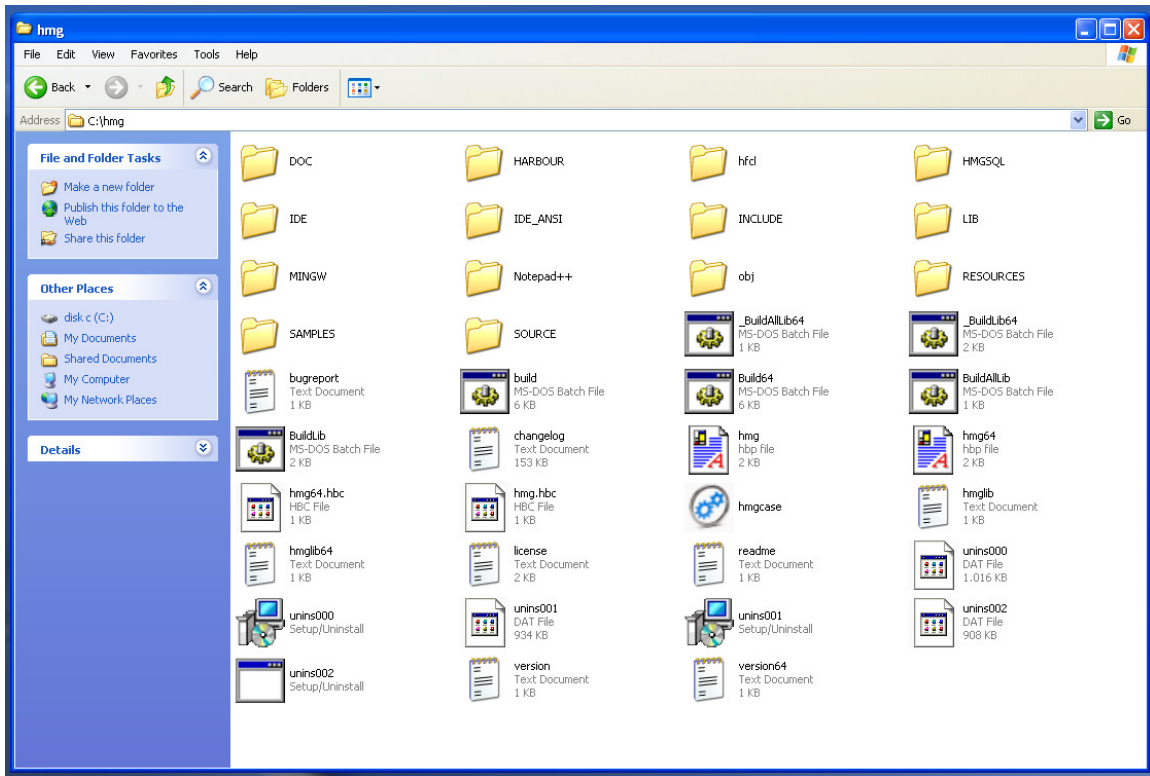 hmg
File Edit View Favorites Tools Help
Back Search Folders
Address C:\hmg Go
File and Folder Tasks
Make a new folder
Publish this folder to the
Web
Share this folder
Other Places
disk c (C:)
My Documents
Shared Documents
My Computer
My Network Places
Details
DOC
HARBOUR
hfcl
HMGSQL
IDE
IDE_ANSI
INCLUDE
LIB
MINGW
Notepad++
obj
RESOURCES
SAMPLES
SOURCE
_BuildAllLib64
MS-DOS Batch File
1 KB
_BuildLib64
MS-DOS Batch File
2 KB
bugreport
Text Document
1 KB
build
MS-DOS Batch File
6 KB
Build64
MS-DOS Batch File
6 KB
BuildAllLib
MS-DOS Batch File
1 KB
BuildLib
MS-DOS Batch File
2 KB
changelog
Text Document
153 KB
hmg
hbp file
2 KB
hmg64
hbp file
2 KB
hmg64.hbc
HBC File
1 KB
hmg.hbc
HBC File
1 KB
hmgcase
hmglib
Text Document
1 KB
hmglib64
Text Document
1 KB
license
Text Document
2 KB
readme
Text Document
1 KB
unins000
DAT File
1.016 KB
unins000
Setup/Uninstall
unins001
DAT File
934 KB
unins001
Setup/Uninstall
unins002
DAT File
908 KB
unins002
Setup/Uninstall
version
Text Document
1 KB
version64
Text Document
1 KB